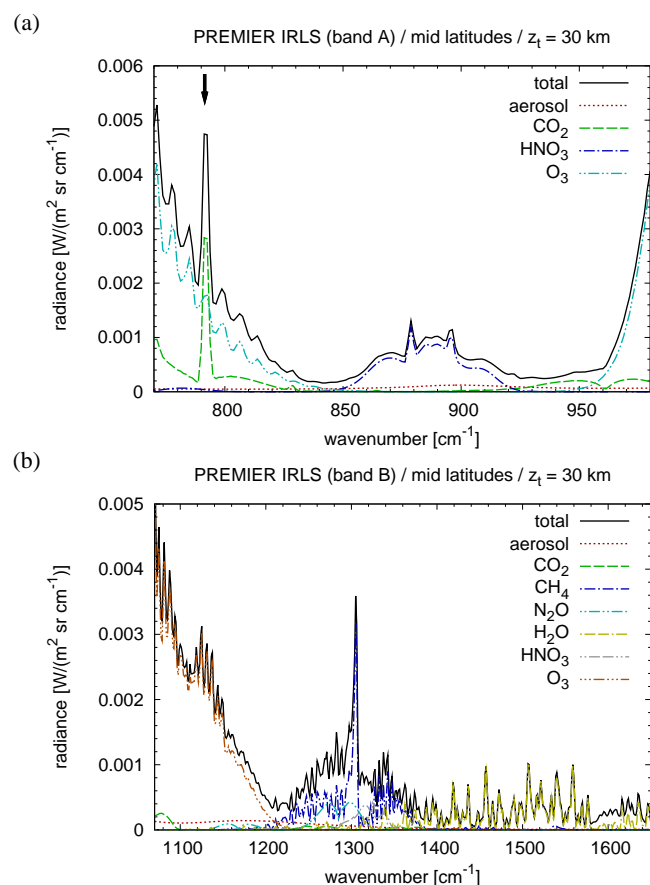 (a)
PREMIER IRLS (band A) / mid latitudes / z_t = 30 km
0.006
0.005
0.004
0.003
0.002
0.001
0
radiance [W/(m² sr cm⁻¹)]
total
aerosol
CO₂
HNO₃
O₃
800 850 900 950
wavenumber [cm⁻¹]
(b)
PREMIER IRLS (band B) / mid latitudes / z_t = 30 km
0.005
0.004
0.003
0.002
0.001
0
radiance [W/(m² sr cm⁻¹)]
total
aerosol
CO₂
CH₄
N₂O
H₂O
HNO₃
O₃
1100 1200 1300 1400 1500 1600
wavenumber [cm⁻¹]